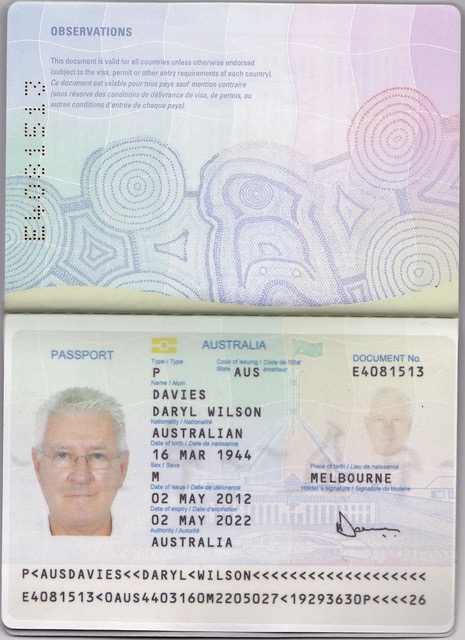 OBSERVATIONS
This document is valid for all countries unless otherwise endorsed
(subject to the visa, permit or other entry requirements of each country).
Ce document est valable pour tous pays sauf mention contraire
(sous réserve des conditions de délivrance de visa, de permis, ou
autres conditions d'entrée de chaque pays).
E4081513
PASSPORT
AUSTRALIA
DOCUMENT No.
E4081513
Type / Type
P
Code of issuing / Code de l'État
State émetteur
AUS
Name / Nom
DAVIES
DARYL WILSON
Nationality / Nationalité
AUSTRALIAN
Date of birth / Date de naissance
16 MAR 1944
Sex / Sexe
M
Place of birth / Lieu de naissance
MELBOURNE
Date of issue / Date de délivrance
02 MAY 2012
Holder's signature / Signature du titulaire
Date of expiry / Date d'expiration
02 MAY 2022
Authority / Autorité
AUSTRALIA
P<AUSDAVIES<<DARYL<WILSON<<<<<<<<<<<<<<<<<<<
E4081513<0AUS4403160M2205027<19293630P<<<<26